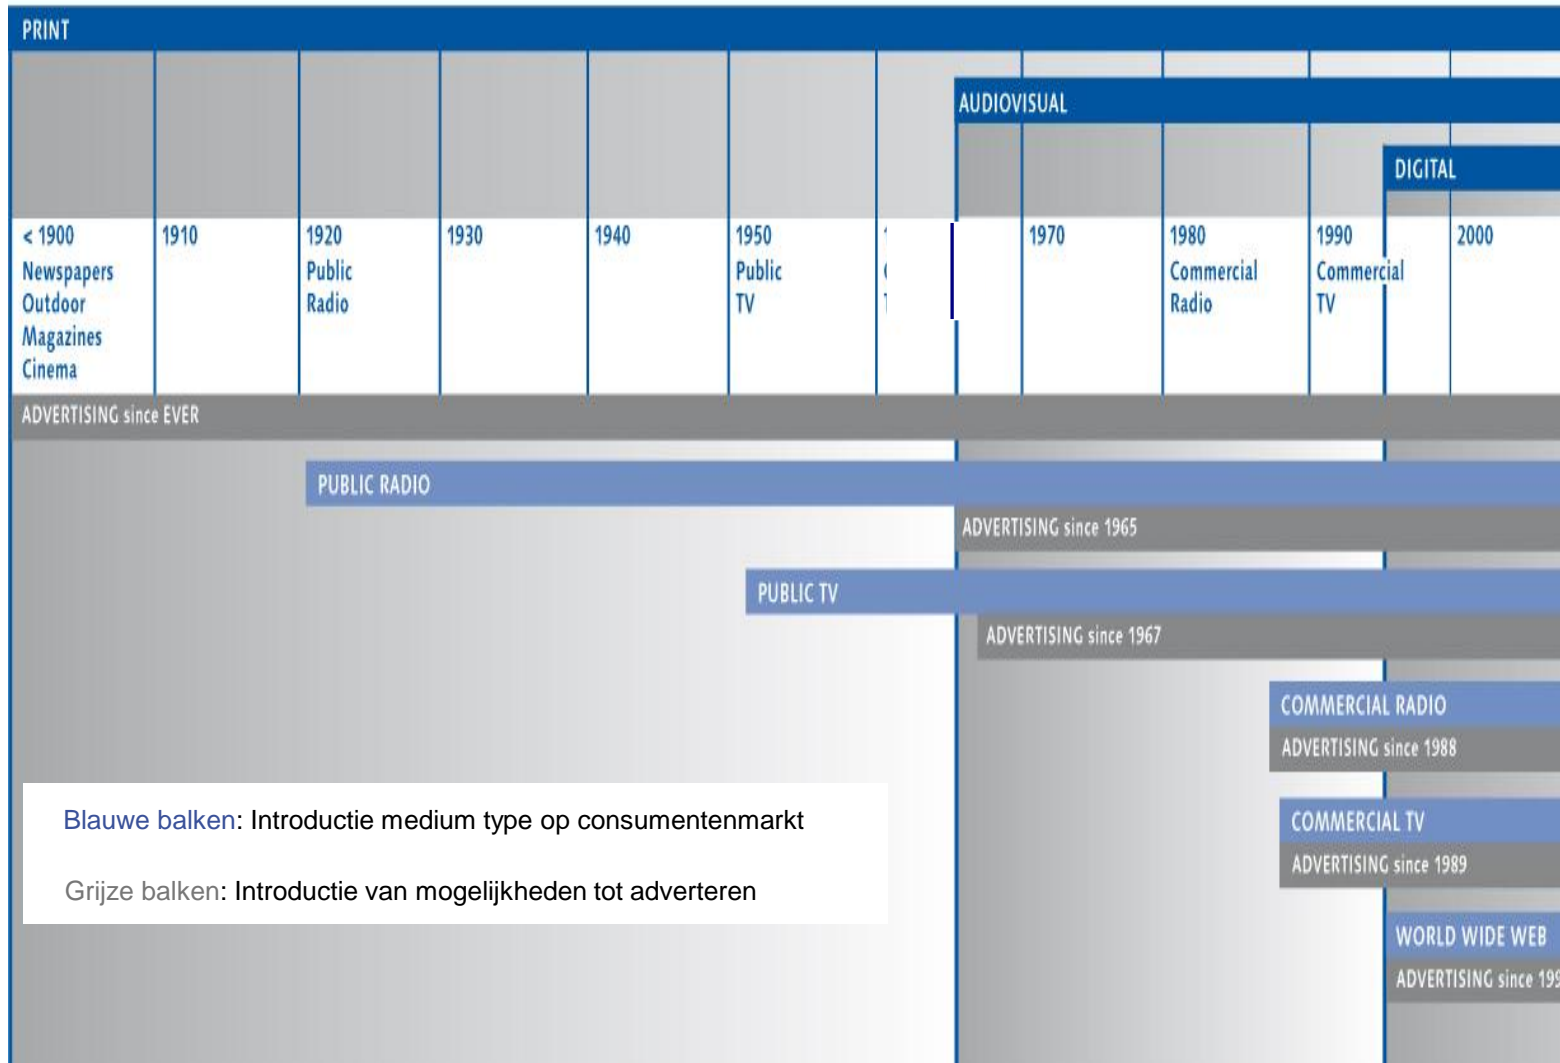 PRINT
AUDIOVISUAL
DIGITAL
< 1900
Newspapers
Outdoor
Magazines
Cinema
1910
1920
Public
Radio
1930
1940
1950
Public
TV
1970
1980
Commercial
Radio
1990
Commercial
TV
2000
ADVERTISING since EVER
PUBLIC RADIO
ADVERTISING since 1965
PUBLIC TV
ADVERTISING since 1967
COMMERCIAL RADIO
ADVERTISING since 1988
COMMERCIAL TV
ADVERTISING since 1989
WORLD WIDE WEB
ADVERTISING since
Blauwe balken: Introductie medium type op consumentenmarkt
Grijze balken: Introductie van mogelijkheden tot adverteren